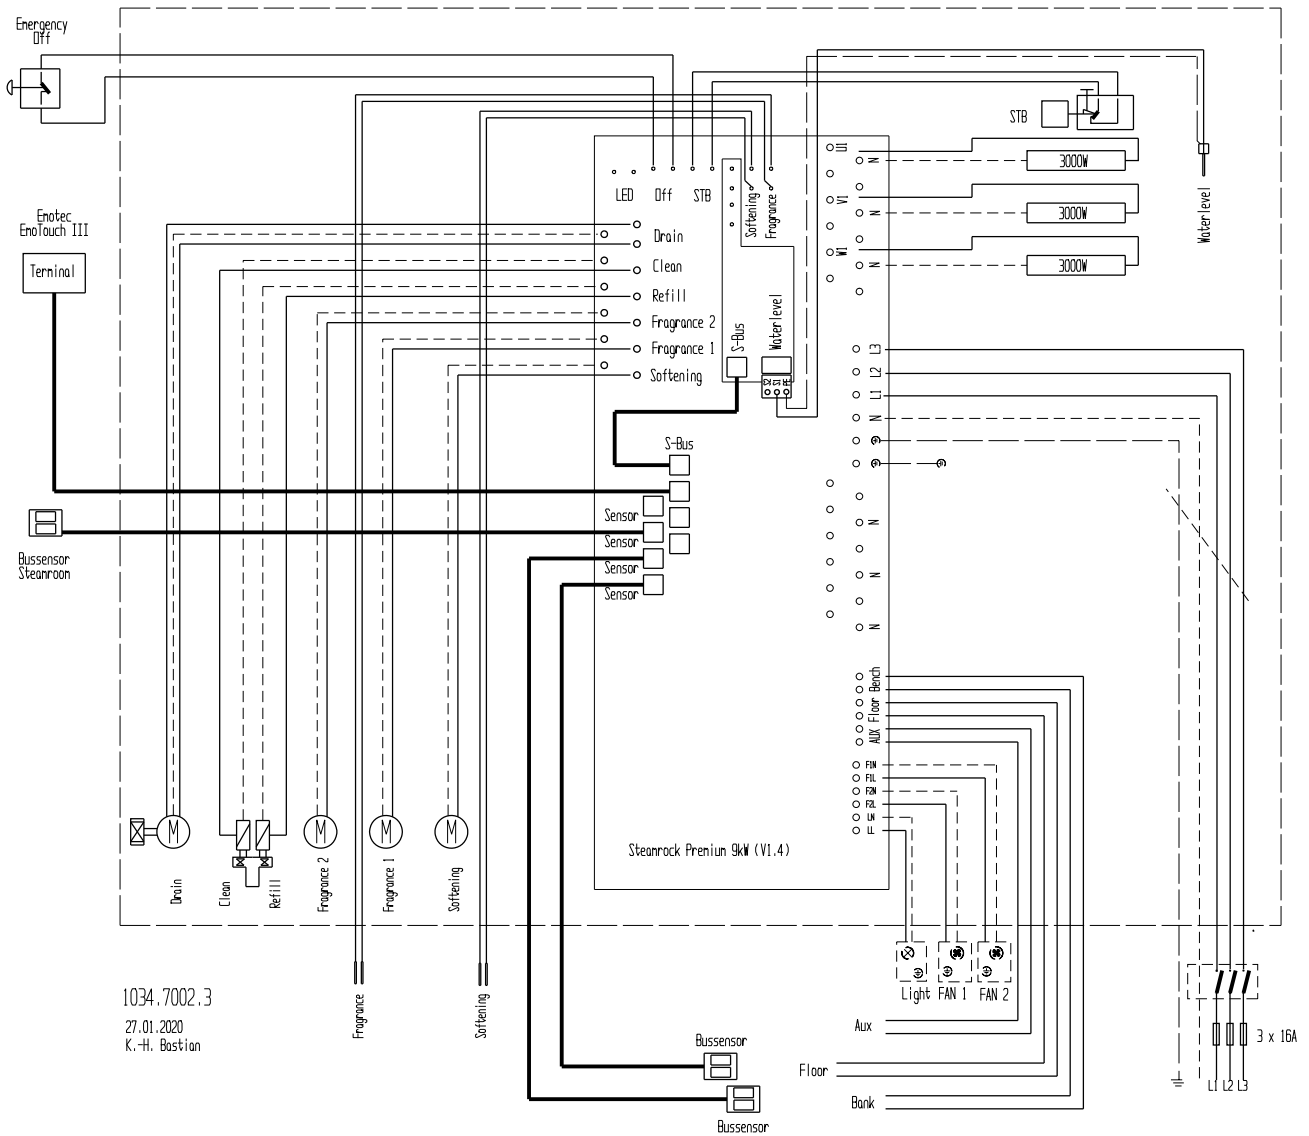 Emergency
Off
STB
3000W
3000W
3000W
Waterlevel
U1
N
V1
N
W1
N
LED
Off
STB
Softening
Fragrance
Emotec
EmoTouch III
Terminal
Drain
Clean
Refill
Fragrance 2
Fragrance 1
Softening
S-Bus
Waterlevel
L3
L2
L1
N
S-Bus
Sensor
Sensor
Sensor
Sensor
Bussensor
Steamroom
N
N
N
Bench
Floor
AUX
F1N
F1L
F2N
F2L
LN
LL
Steamrock Premium 9kW (V1.4)
M
M
M
M
Drain
Clean
Refill
Fragrance 2
Fragrance 1
Softening
Light
FAN 1
FAN 2
1034.7002.3
27.01.2020
K.-H. Bastian
Fragrance
Softening
Aux
Floor
Bank
Bussensor
Bussensor
3 x 16A
L1 L2 L3